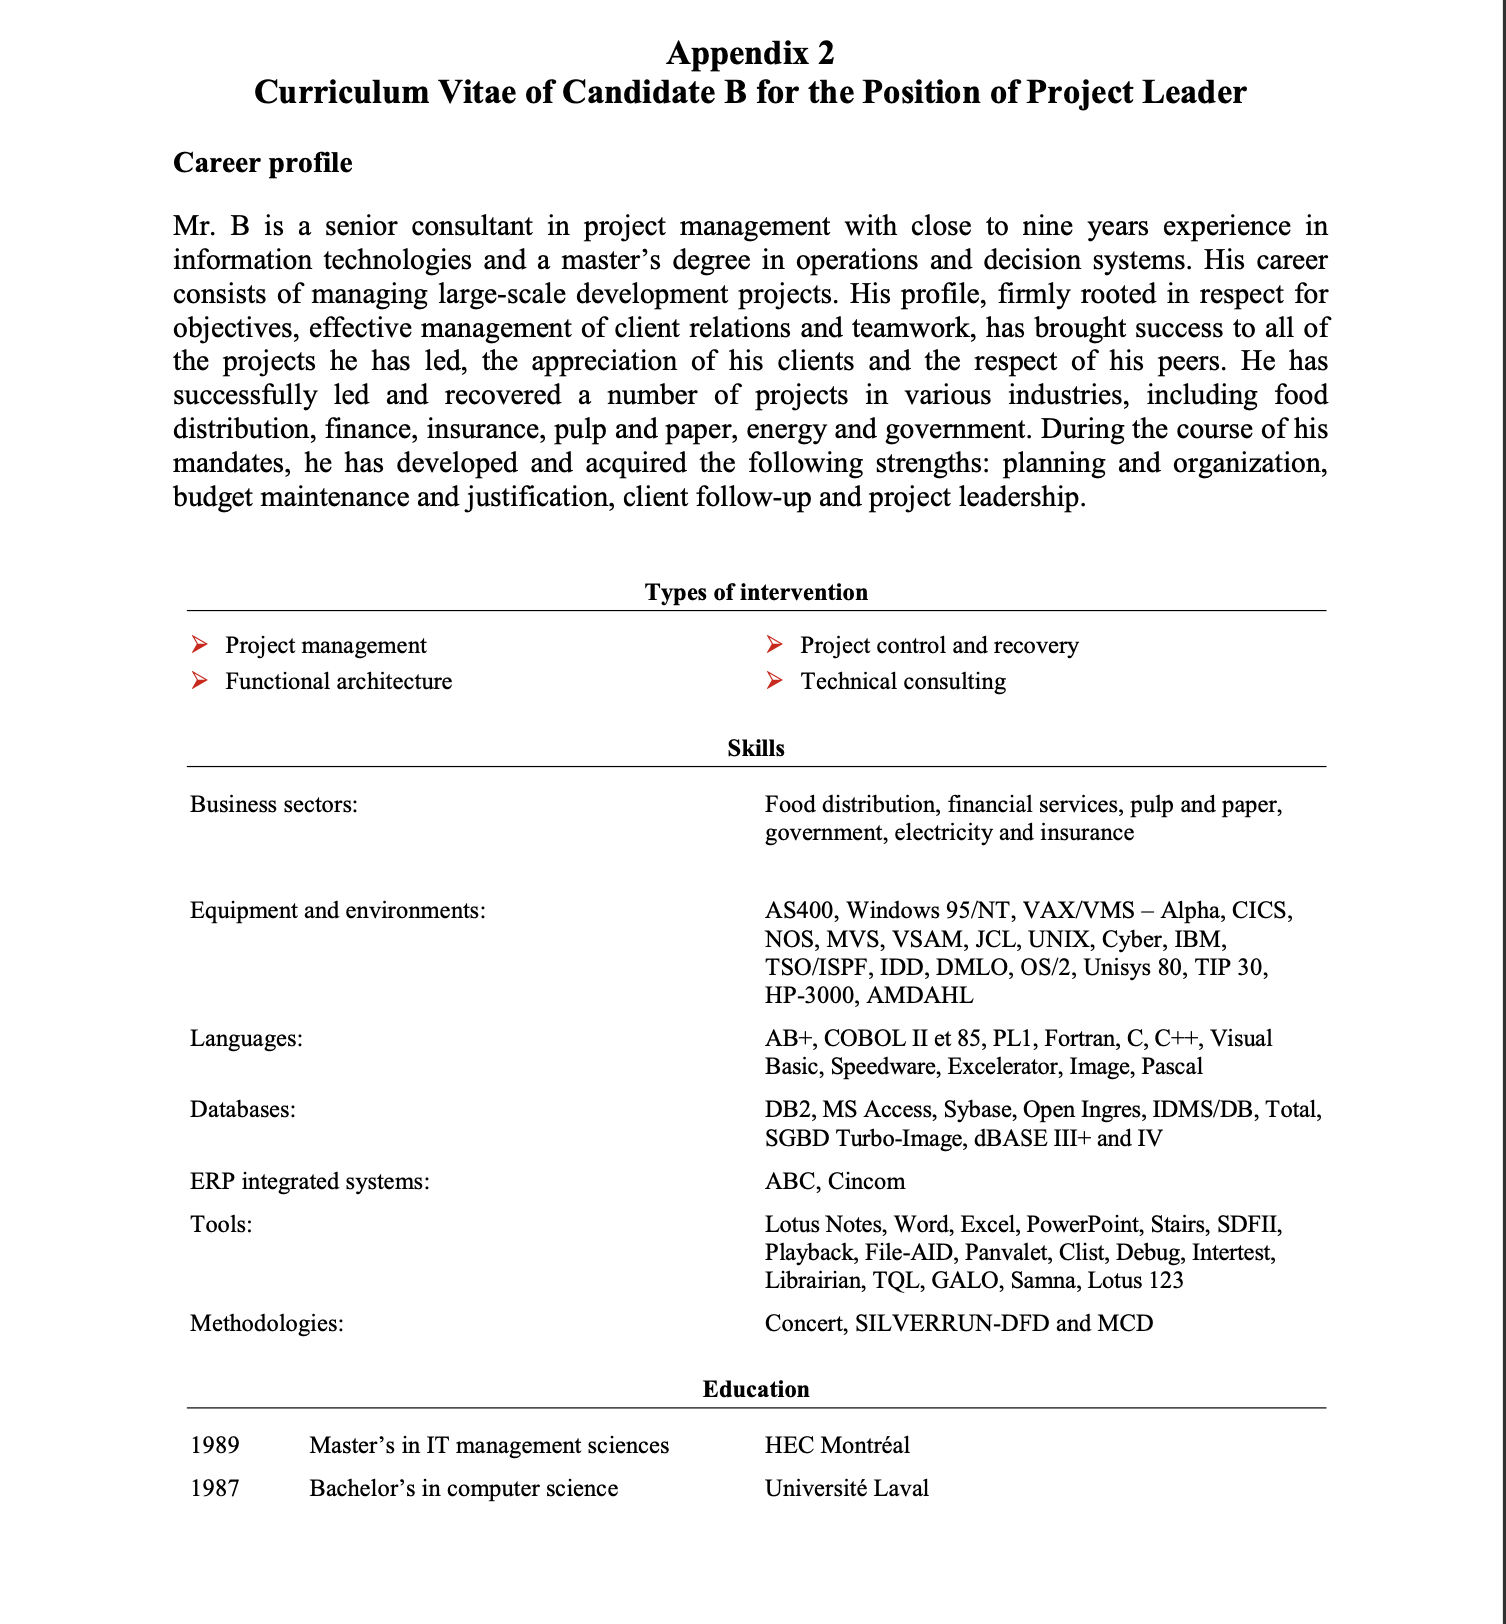 Appendix 2
Curriculum Vitae of Candidate B for the Position of Project Leader
Career profile
Mr. B is a senior consultant in project management with close to nine years experience in
information technologies and a master’s degree in operations and decision systems. His career
consists of managing large-scale development projects. His profile, firmly rooted in respect for
objectives, effective management of client relations and teamwork, has brought success to all of
the projects he has led, the appreciation of his clients and the respect of his peers. He has
successfully led and recovered a number of projects in various industries, including food
distribution, finance, insurance, pulp and paper, energy and government. During the course of his
mandates, he has developed and acquired the following strengths: planning and organization,
budget maintenance and justification, client follow-up and project leadership.
Types of intervention
➢ Project management ➢ Project control and recovery
➢ Functional architecture ➢ Technical consulting
Skills
Business sectors: Food distribution, financial services, pulp and paper,
government, electricity and insurance
Equipment and environments: AS400, Windows 95/NT, VAX/VMS – Alpha, CICS,
NOS, MVS, VSAM, JCL, UNIX, Cyber, IBM,
TSO/ISPF, IDD, DMLO, OS/2, Unisys 80, TIP 30,
HP-3000, AMDAHL
Languages: AB+, COBOL II et 85, PL1, Fortran, C, C++, Visual
Basic, Speedware, Excelerator, Image, Pascal
Databases: DB2, MS Access, Sybase, Open Ingres, IDMS/DB, Total,
SGBD Turbo-Image, dBASE III+ and IV
ERP integrated systems: ABC, Cincom
Tools: Lotus Notes, Word, Excel, PowerPoint, Stairs, SDFII,
Playback, File-AID, Panvalet, Clist, Debug, Intertest,
Librairian, TQL, GALO, Samna, Lotus 123
Methodologies: Concert, SILVERRUN-DFD and MCD
Education
1989 Master’s in IT management sciences HEC Montréal
1987 Bachelor’s in computer science Université Laval